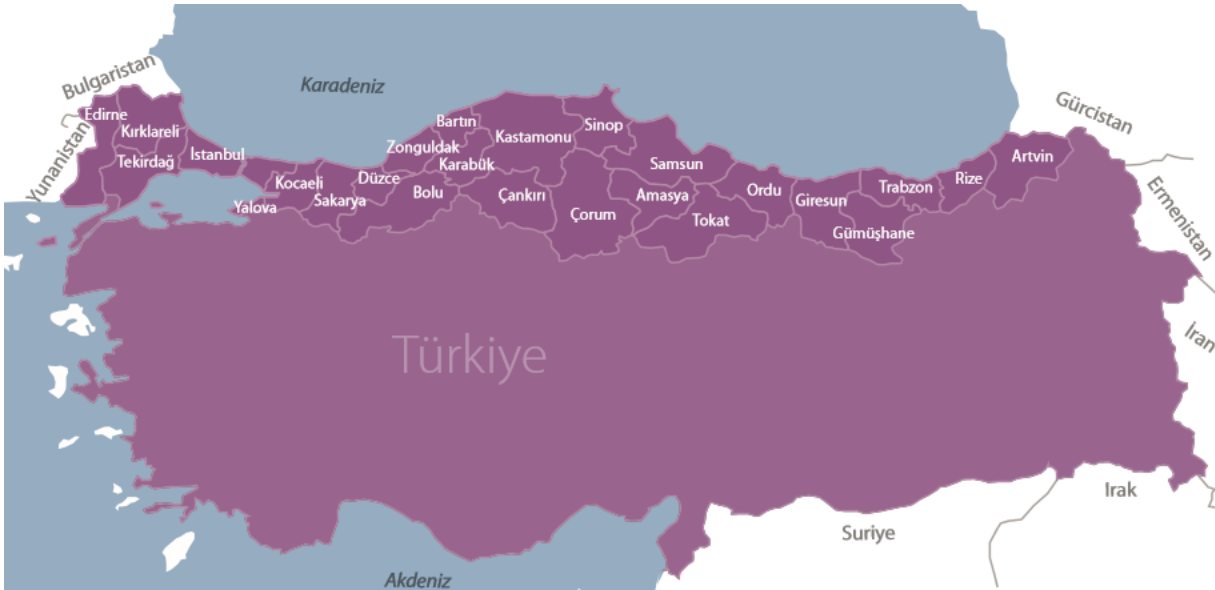 Bulgaristan
Karadeniz
Gürcistan
Yunanistan
Edirne
Kırklareli
Tekirdağ
Istanbul
Yalova
Kocaeli
Sakarya
Düzce
Zonguldak
Bartın
Karabük
Bolu
Kastamonu
Çankırı
Sinop
Çorum
Samsun
Amasya
Tokat
Ordu
Giresun
Gümüşhane
Trabzon
Rize
Artvin
Ermenistan
İran
Türkiye
Irak
Suriye
Akdeniz